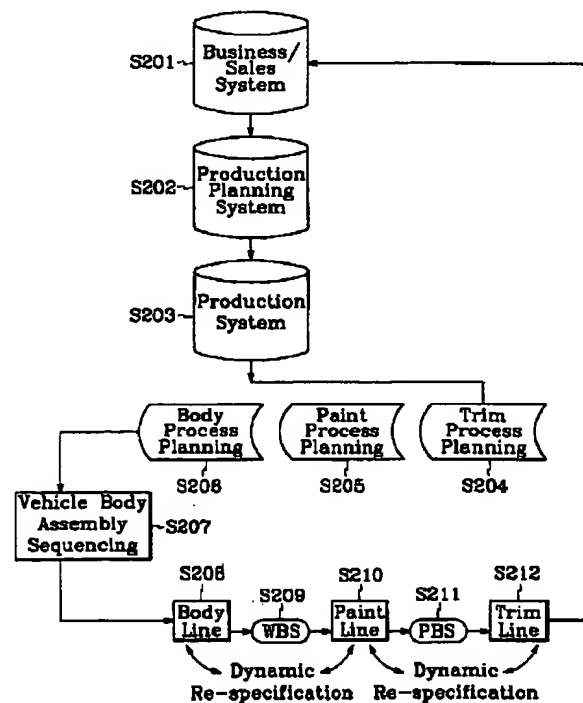 S201
Business/
Sales
System
S202
Production
Planning
System
S203
Production
System
Body
Process
Planning
Paint
Process
Planning
Trim
Process
Planning
S206
S205
S204
Vehicle Body
Assembly
Sequencing
S207
S208
S209
S210
S211
S212
Body
Line
WBS
Paint
Line
PBS
Trim
Line
Dynamic
Re-specification
Dynamic
Re-specification